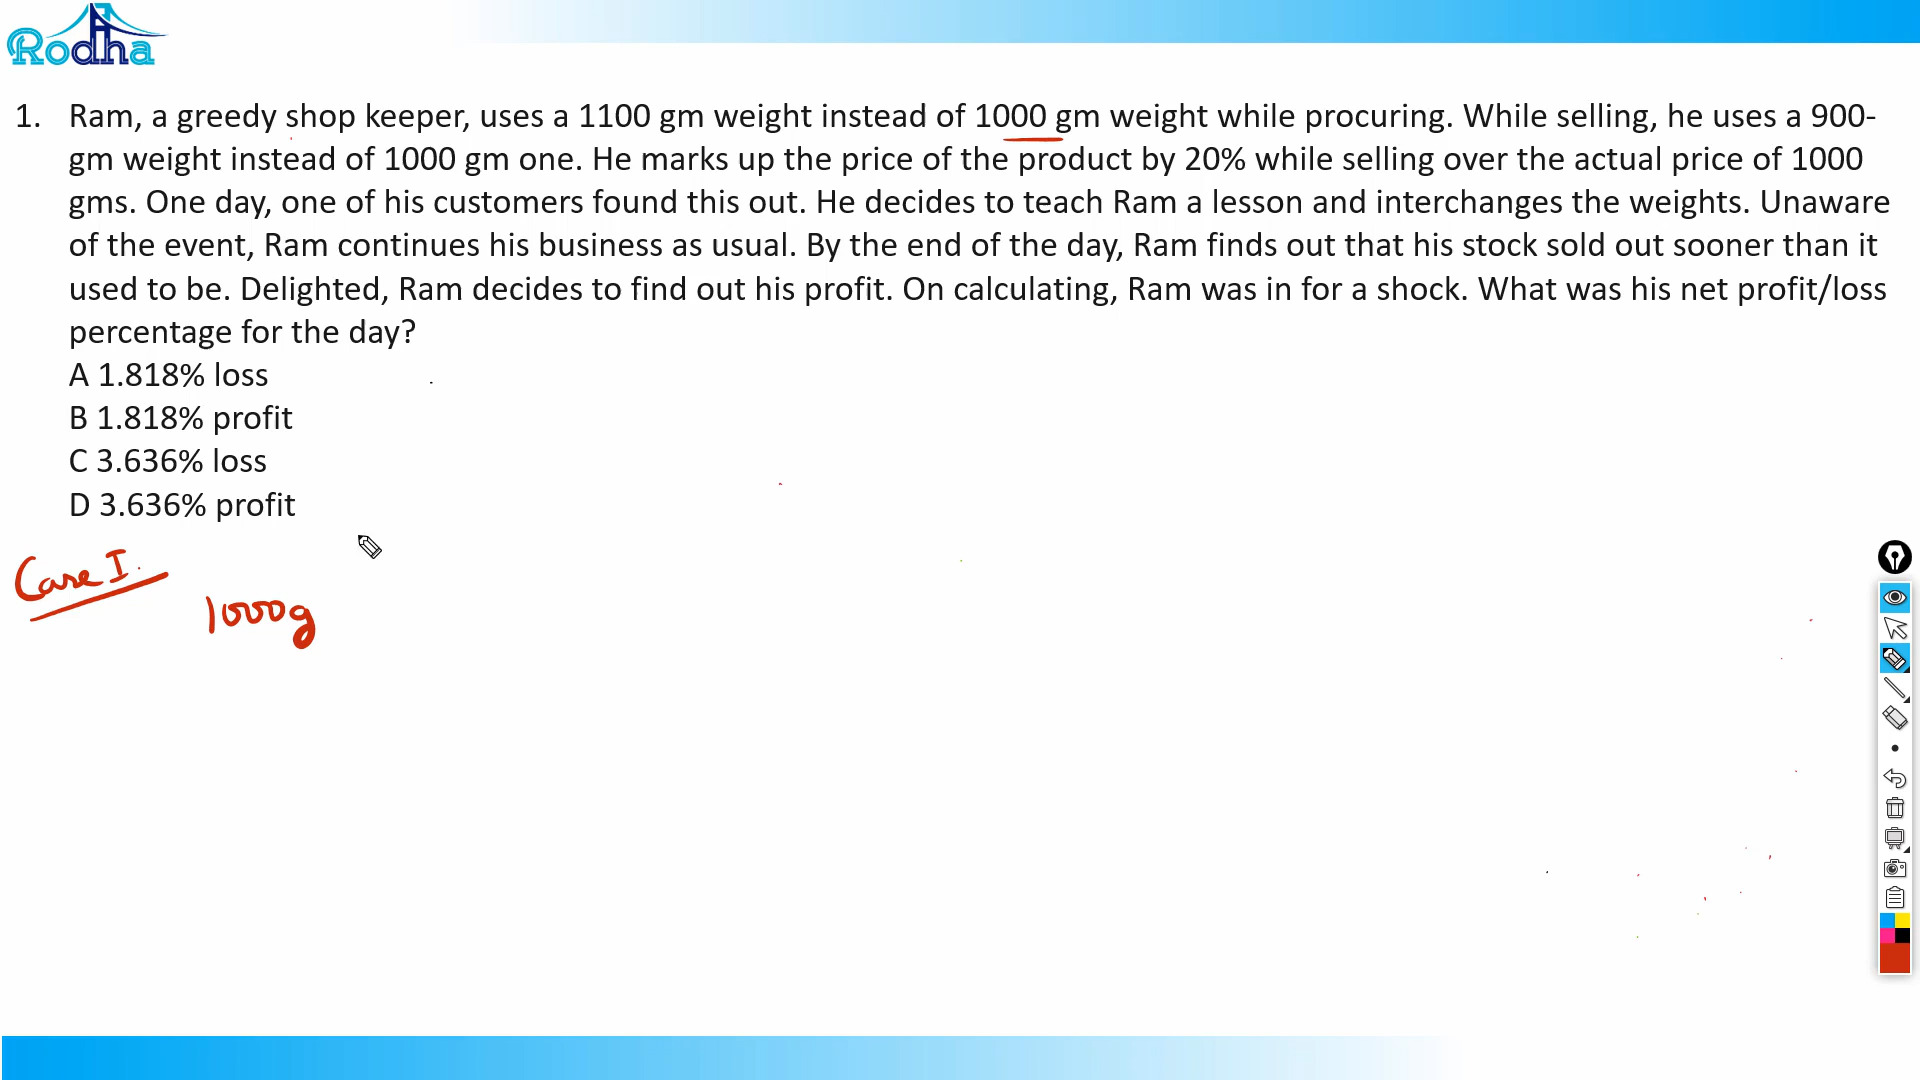 Rodha
1. Ram, a greedy shop keeper, uses a 1100 gm weight instead of 1000 gm weight while procuring. While selling, he uses a 900-
gm weight instead of 1000 gm one. He marks up the price of the product by 20% while selling over the actual price of 1000
gms. One day, one of his customers found this out. He decides to teach Ram a lesson and interchanges the weights. Unaware
of the event, Ram continues his business as usual. By the end of the day, Ram finds out that his stock sold out sooner than it
used to be. Delighted, Ram decides to find out his profit. On calculating, Ram was in for a shock. What was his net profit/loss
percentage for the day?
A 1.818% loss
B 1.818% profit
C 3.636% loss
D 3.636% profit
Case I.
1000g